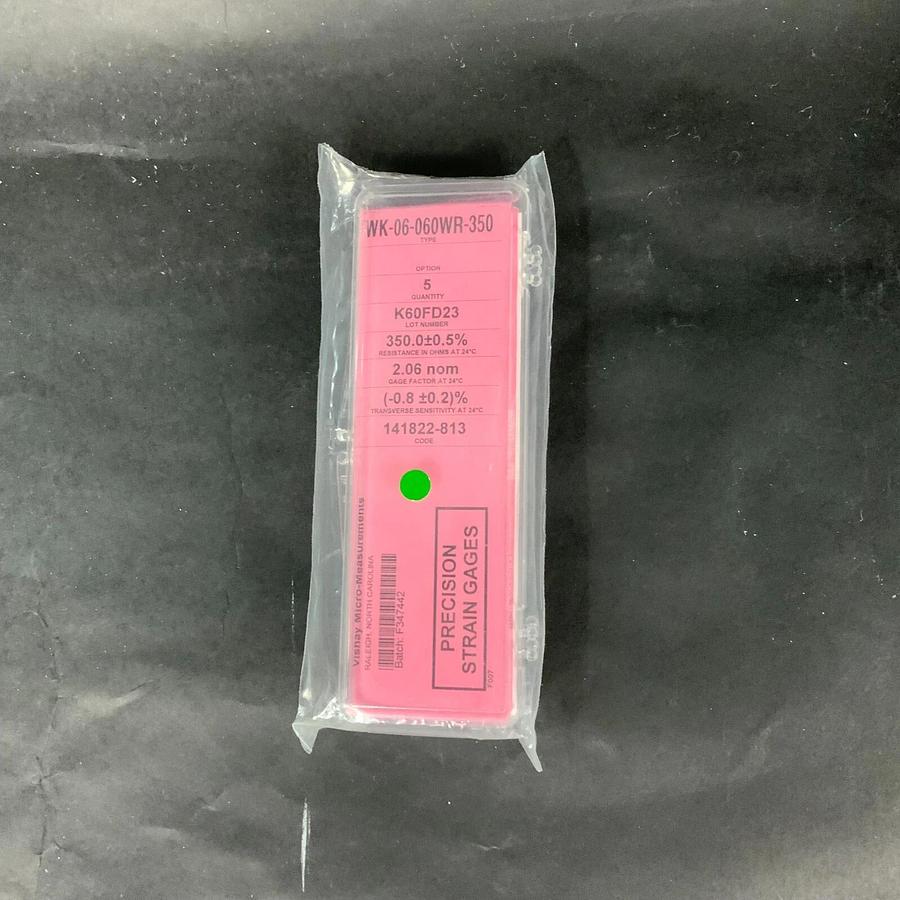 WK-06-060WR-350
TYPE
OPTION
5
QUANTITY
K60FD23
LOT NUMBER
350.0±0.5%
RESISTANCE IN OHMS AT 24°C
2.06 nom
GAGE FACTOR AT 24°C
(-0.8 ±0.2)%
TRANSVERSE SENSITIVITY AT 24°C
141822-813
CODE
Vishay Micro-Measurements
RALEIGH, NORTH CAROLINA
Batch: F347442
PRECISION
STRAIN GAGES
F007